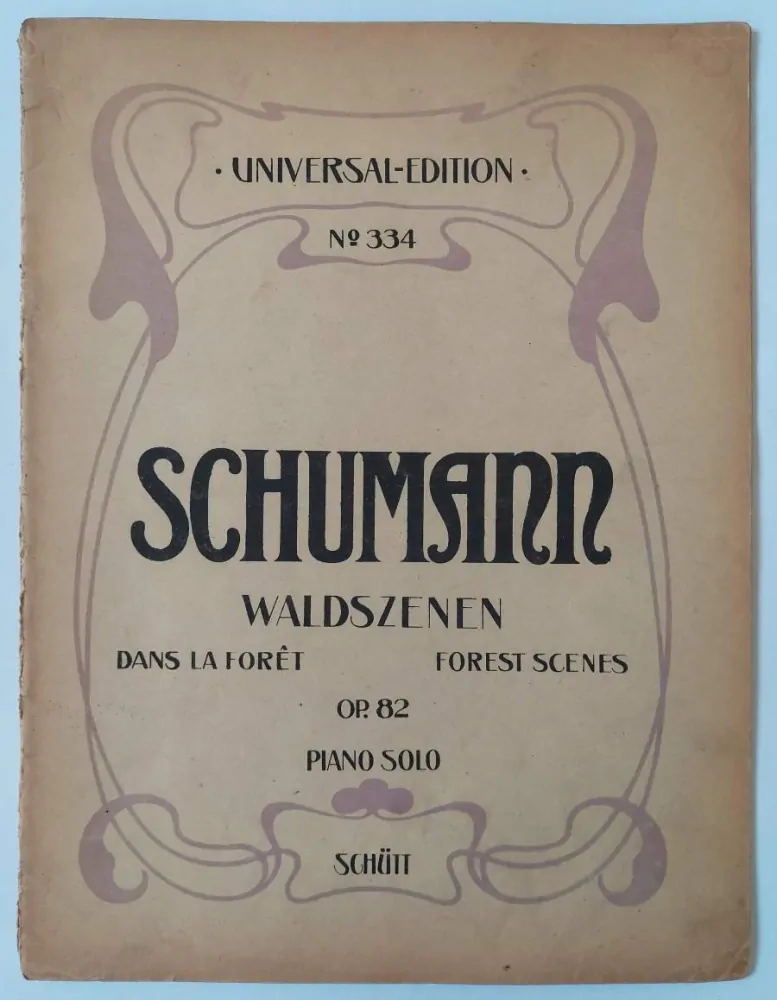 · UNIVERSAL-EDITION ·
Nº 334
SCHUMANN
WALDSZENEN
DANS LA FORÊT FOREST SCENES
OP. 82
PIANO SOLO
SCHÜTT